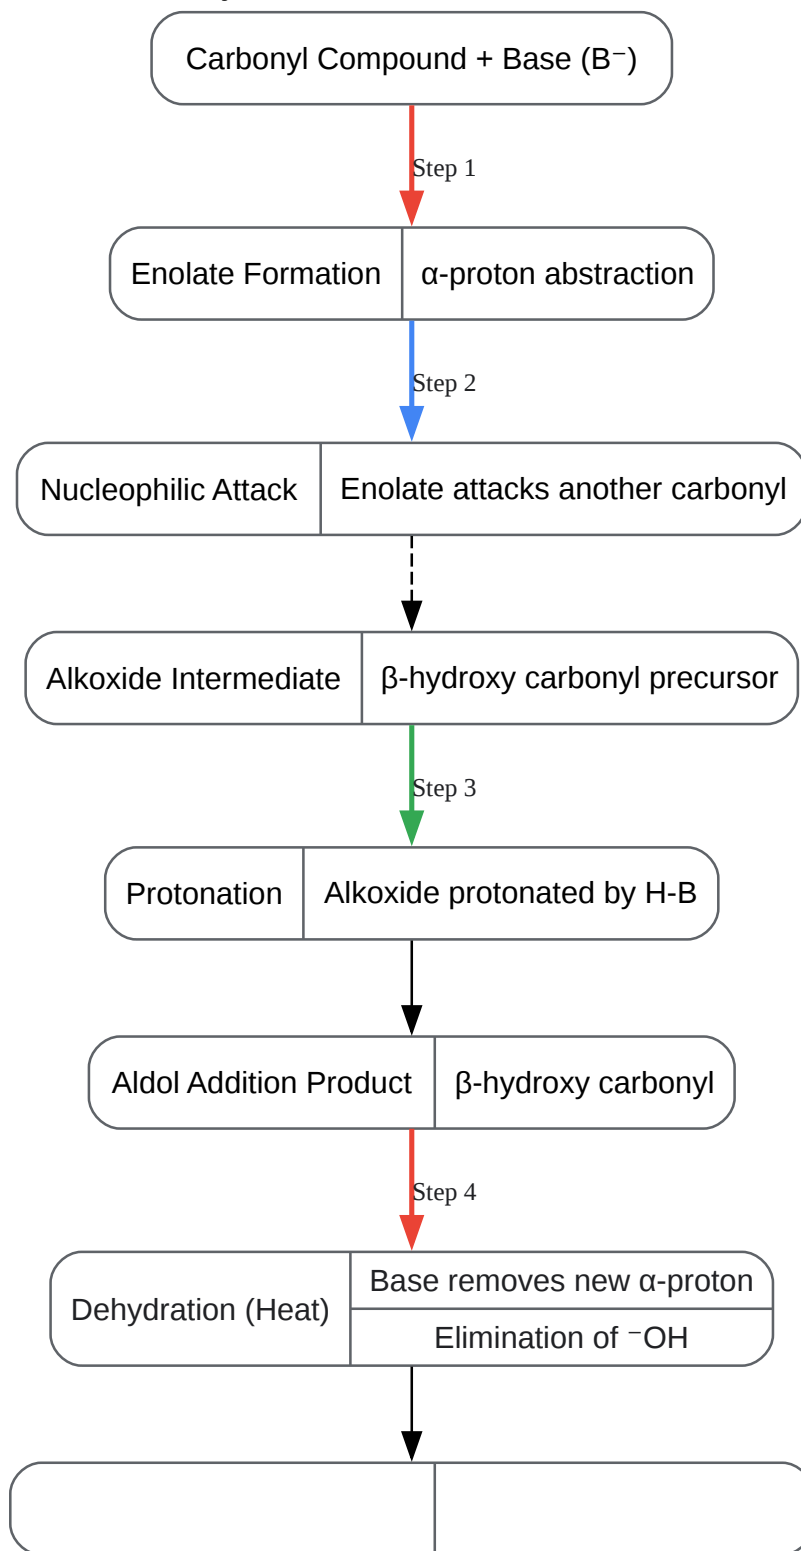 Carbonyl Compound + Base (B⁻)
Step 1
Enolate Formation
α-proton abstraction
Step 2
Nucleophilic Attack
Enolate attacks another carbonyl
Alkoxide Intermediate
β-hydroxy carbonyl precursor
Step 3
Protonation
Alkoxide protonated by H-B
Aldol Addition Product
β-hydroxy carbonyl
Step 4
Dehydration (Heat)
Base removes new α-proton
Elimination of ⁻OH